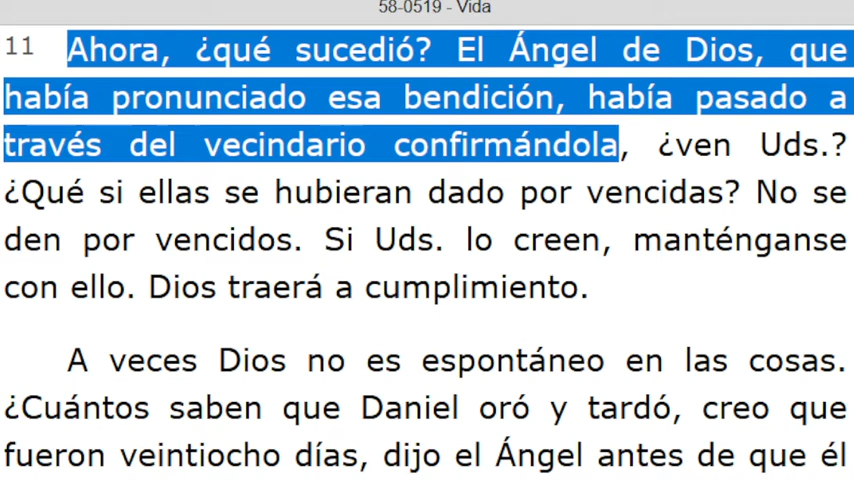 58-0519 - Vida
11 Ahora, ¿qué sucedió? El Ángel de Dios, que
había pronunciado esa bendición, había pasado a
través del vecindario confirmándola, ¿ven Uds.?
¿Qué si ellas se hubieran dado por vencidas? No se
den por vencidos. Si Uds. lo creen, manténganse
con ello. Dios traerá a cumplimiento.
A veces Dios no es espontáneo en las cosas.
¿Cuántos saben que Daniel oró y tardó, creo que
fueron veintiocho días, dijo el Ángel antes de que él